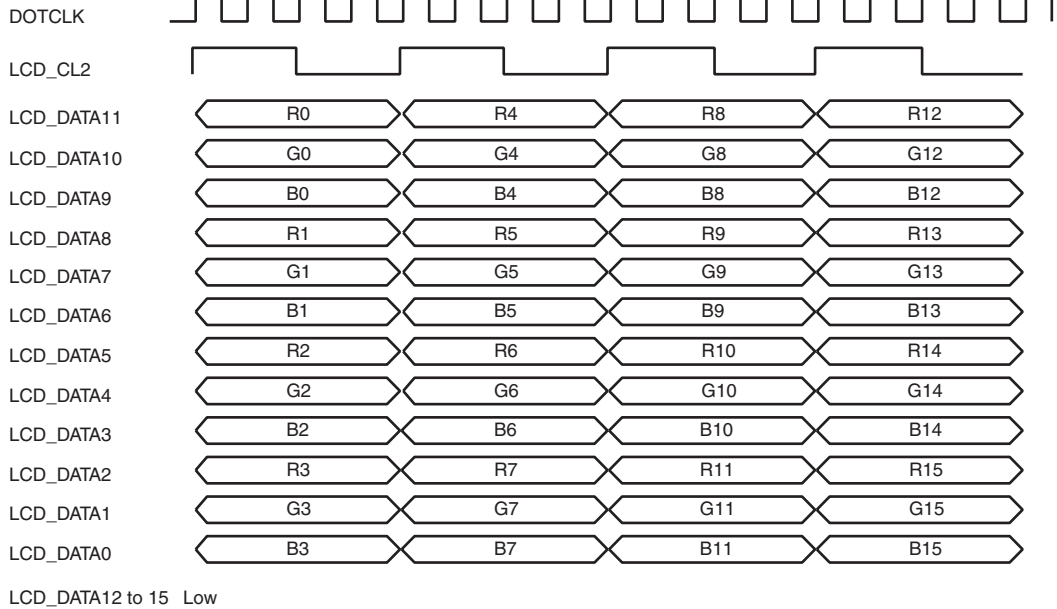 DOTCLK
LCD_CL2
LCD_DATA11 R0 R4 R8 R12
LCD_DATA10 G0 G4 G8 G12
LCD_DATA9 B0 B4 B8 B12
LCD_DATA8 R1 R5 R9 R13
LCD_DATA7 G1 G5 G9 G13
LCD_DATA6 B1 B5 B9 B13
LCD_DATA5 R2 R6 R10 R14
LCD_DATA4 G2 G6 G10 G14
LCD_DATA3 B2 B6 B10 B14
LCD_DATA2 R3 R7 R11 R15
LCD_DATA1 G3 G7 G11 G15
LCD_DATA0 B3 B7 B11 B15
LCD_DATA12 to 15 Low